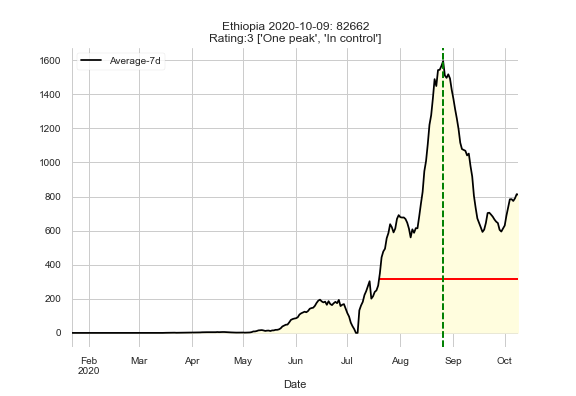 Ethiopia 2020-10-09: 82662
Rating:3 ['One peak', 'In control']
Average-7d
1600
1400
1200
1000
800
600
400
200
0
Feb
2020
Mar
Apr
May
Jun
Jul
Aug
Sep
Oct
Date